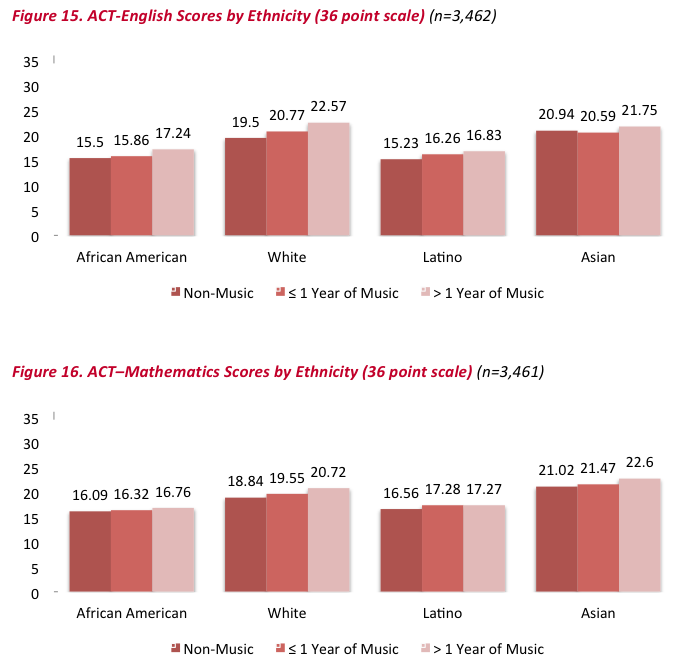 Figure 15. ACT-English Scores by Ethnicity (36 point scale) (n=3,462)
35
30
25
20
15
10
5
0
15.5 15.86 17.24
19.5 20.77 22.57
15.23 16.26 16.83
20.94 20.59 21.75
African American White Latino Asian
Non-Music ≤ 1 Year of Music > 1 Year of Music
Figure 16. ACT–Mathematics Scores by Ethnicity (36 point scale) (n=3,461)
35
30
25
20
15
10
5
0
16.09 16.32 16.76
18.84 19.55 20.72
16.56 17.28 17.27
21.02 21.47 22.6
African American White Latino Asian
Non-Music ≤ 1 Year of Music > 1 Year of Music